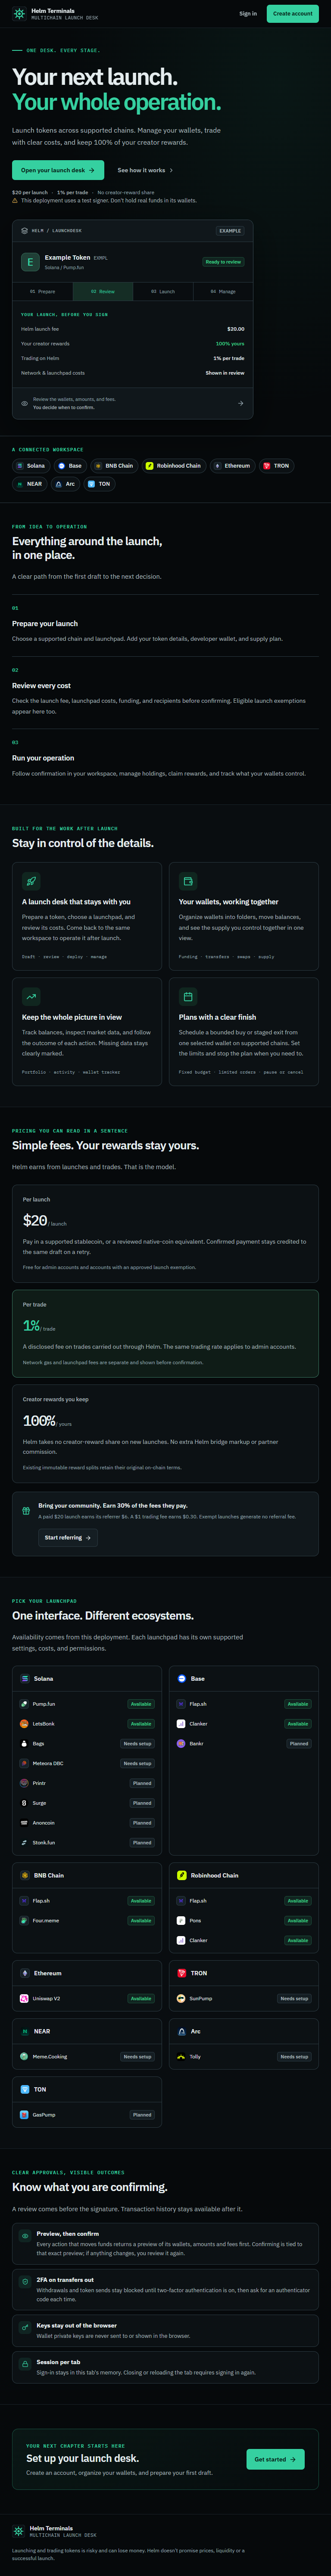 Helm Terminals
MULTICHAIN LAUNCH DESK
Sign in
Create account
ONE DESK. EVERY STAGE.
Your next launch.
Your whole operation.
Launch tokens across supported chains. Manage your wallets, trade
with clear costs, and keep 100% of your creator rewards.
Open your launch desk
See how it works
$20 per launch · 1% per trade · No creator-reward share
This deployment uses a test signer. Don't hold real funds in its wallets.
HELM / LAUNCHDESK
EXAMPLE
E
Example Token EXMPL
Solana / Pump.fun
Ready to review
01 Prepare
02 Review
03 Launch
04 Manage
YOUR LAUNCH, BEFORE YOU SIGN
Helm launch fee $20.00
Your creator rewards 100% yours
Trading on Helm 1% per trade
Network & launchpad costs Shown in review
Review the wallets, amounts, and fees.
You decide when to confirm.
A CONNECTED WORKSPACE
Solana
Base
BNB Chain
Robinhood Chain
Ethereum
TRON
NEAR
Arc
TON
FROM IDEA TO OPERATION
Everything around the launch,
in one place.
A clear path from the first draft to the next decision.
01
Prepare your launch
Choose a supported chain and launchpad. Add your token details, developer wallet, and supply plan.
02
Review every cost
Check the launch fee, launchpad costs, funding, and recipients before confirming. Eligible launch exemptions
appear here too.
03
Run your operation
Follow confirmation in your workspace, manage holdings, claim rewards, and track what your wallets control.
BUILT FOR THE WORK AFTER LAUNCH
Stay in control of the details.
A launch desk that stays with you
Prepare a token, choose a launchpad, and
review its costs. Come back to the same
workspace to operate it after launch.
Draft · review · deploy · manage
Your wallets, working together
Organize wallets into folders, move balances,
and see the supply you control together in one
view.
Funding · transfers · swaps · supply
Keep the whole picture in view
Track balances, inspect market data, and follow
the outcome of each action. Missing data stays
clearly marked.
Portfolio · activity · wallet tracker
Plans with a clear finish
Schedule a bounded buy or staged exit from
one selected wallet on supported chains. Set
the limits and stop the plan when you need to.
Fixed budget · limited orders · pause or cancel
PRICING YOU CAN READ IN A SENTENCE
Simple fees. Your rewards stay yours.
Helm earns from launches and trades. That is the model.
Per launch
$20 / launch
Pay in a supported stablecoin, or a reviewed native-coin equivalent. Confirmed payment stays credited to
the same draft on a retry.
Free for admin accounts and accounts with an approved launch exemption.
Per trade
1% / trade
A disclosed fee on trades carried out through Helm. The same trading rate applies to admin accounts.
Network gas and launchpad fees are separate and shown before confirmation.
Creator rewards you keep
100% / yours
Helm takes no creator-reward share on new launches. No extra Helm bridge markup or partner
commission.
Existing immutable reward splits retain their original on-chain terms.
Bring your community. Earn 30% of the fees they pay.
A paid $20 launch earns its referrer $6. A $1 trading fee earns $0.30. Exempt launches generate no referral fee.
Start referring
PICK YOUR LAUNCHPAD
One interface. Different ecosystems.
Availability comes from this deployment. Each launchpad has its own supported
settings, costs, and permissions.
Solana
Pump.fun Available
LetsBonk Available
Bags Needs setup
Meteora DBC Needs setup
Printr Planned
Surge Planned
Anoncoin Planned
Stonk.fun Planned
Base
Flap.sh Available
Clanker Available
Bankr Planned
BNB Chain
Flap.sh Available
Four.meme Available
Robinhood Chain
Flap.sh Available
Pons Available
Clanker Available
Ethereum
Uniswap V2 Available
TRON
SunPump Needs setup
NEAR
Meme.Cooking Needs setup
Arc
Tolly Needs setup
TON
GasPump Planned
CLEAR APPROVALS, VISIBLE OUTCOMES
Know what you are confirming.
A review comes before the signature. Transaction history stays available after it.
Preview, then confirm
Every action that moves funds returns a preview of its wallets, amounts and fees first. Confirming is tied to
that exact preview; if anything changes, you review it again.
2FA on transfers out
Withdrawals and token sends stay blocked until two-factor authentication is on, then ask for an authenticator
code each time.
Keys stay out of the browser
Wallet private keys are never sent to or shown in the browser.
Session per tab
Sign-in stays in this tab's memory. Closing or reloading the tab requires signing in again.
YOUR NEXT CHAPTER STARTS HERE
Set up your launch desk.
Create an account, organize your wallets, and prepare your first draft.
Get started
Helm Terminals
MULTICHAIN LAUNCH DESK
Launching and trading tokens is risky and can lose money. Helm doesn't promise prices, liquidity or a
successful launch.